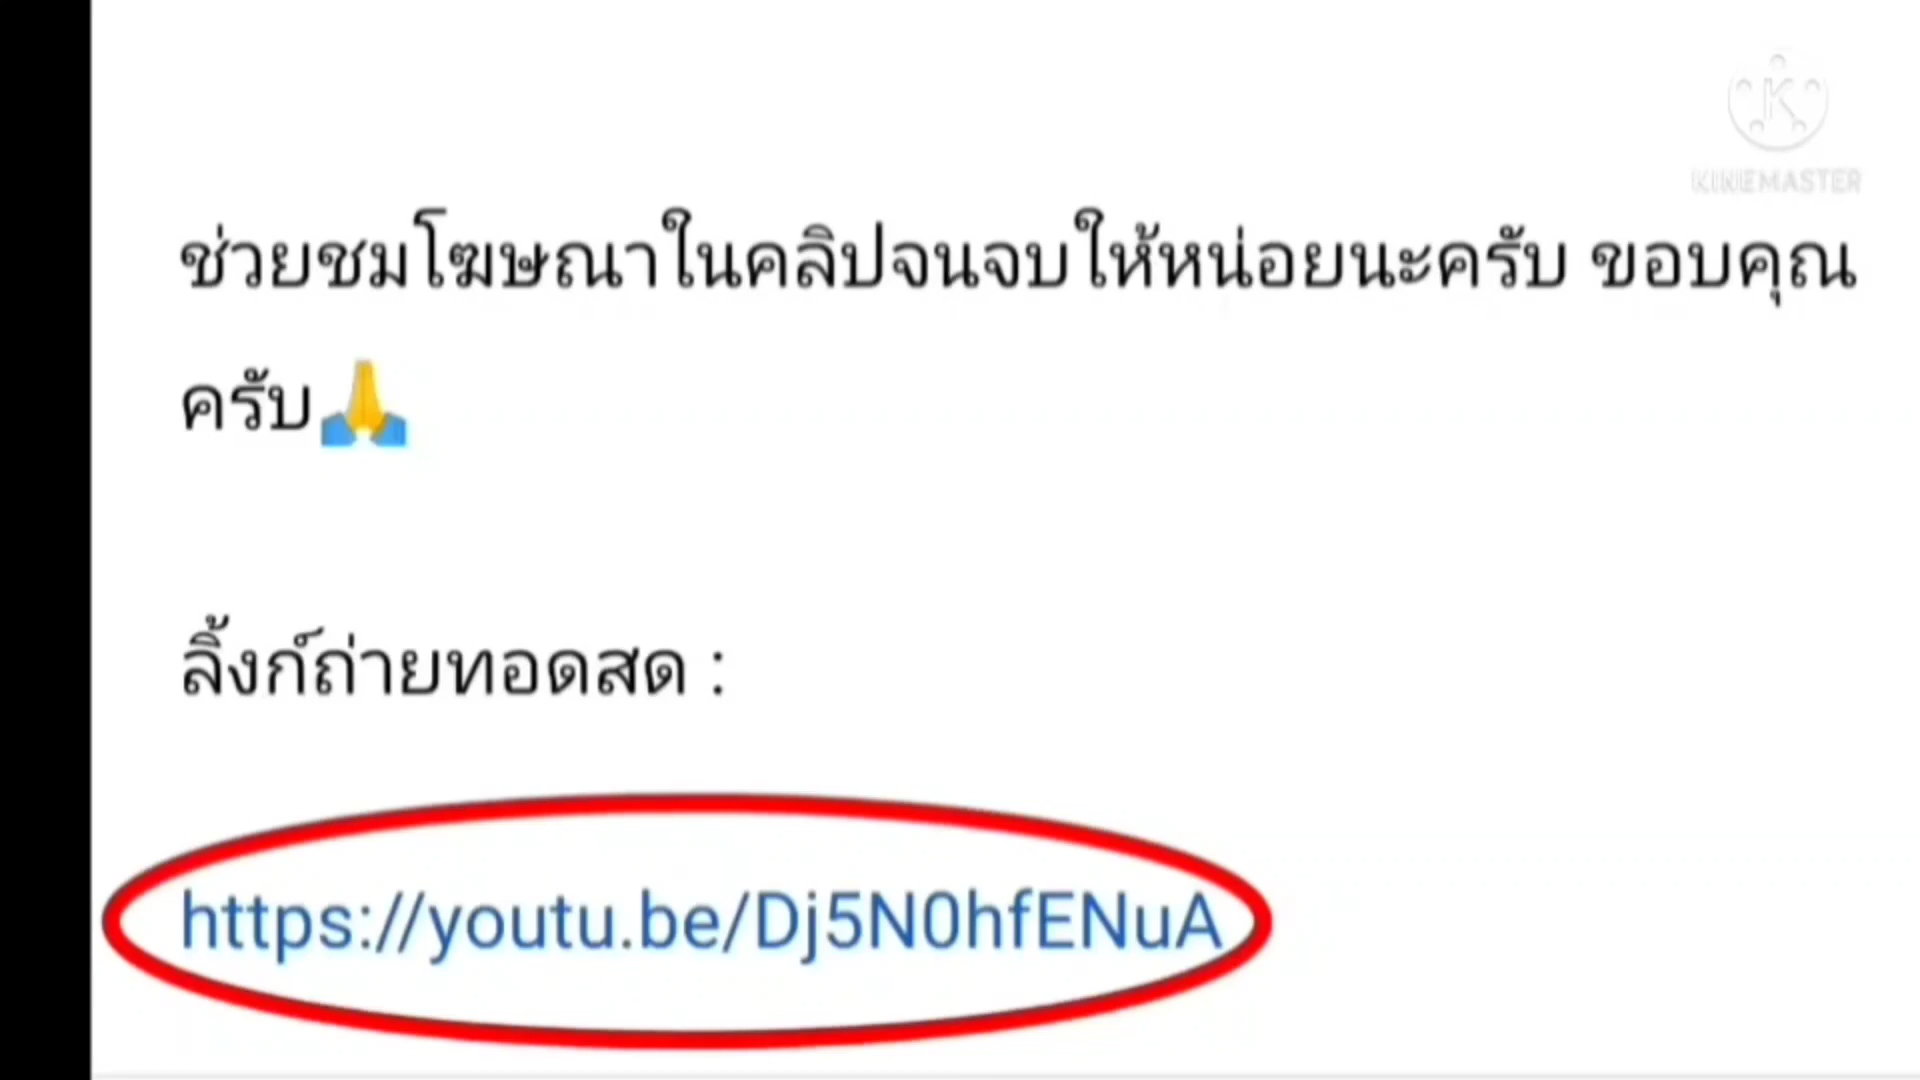 KINEMASTER
ช่วยชมโฆษณาในคลิปจนจบให้หน่อยนะครับ ขอบคุณ
ครับ🙏
ลิ้งก์ถ่ายทอดสด :
https://youtu.be/Dj5N0hfENuA